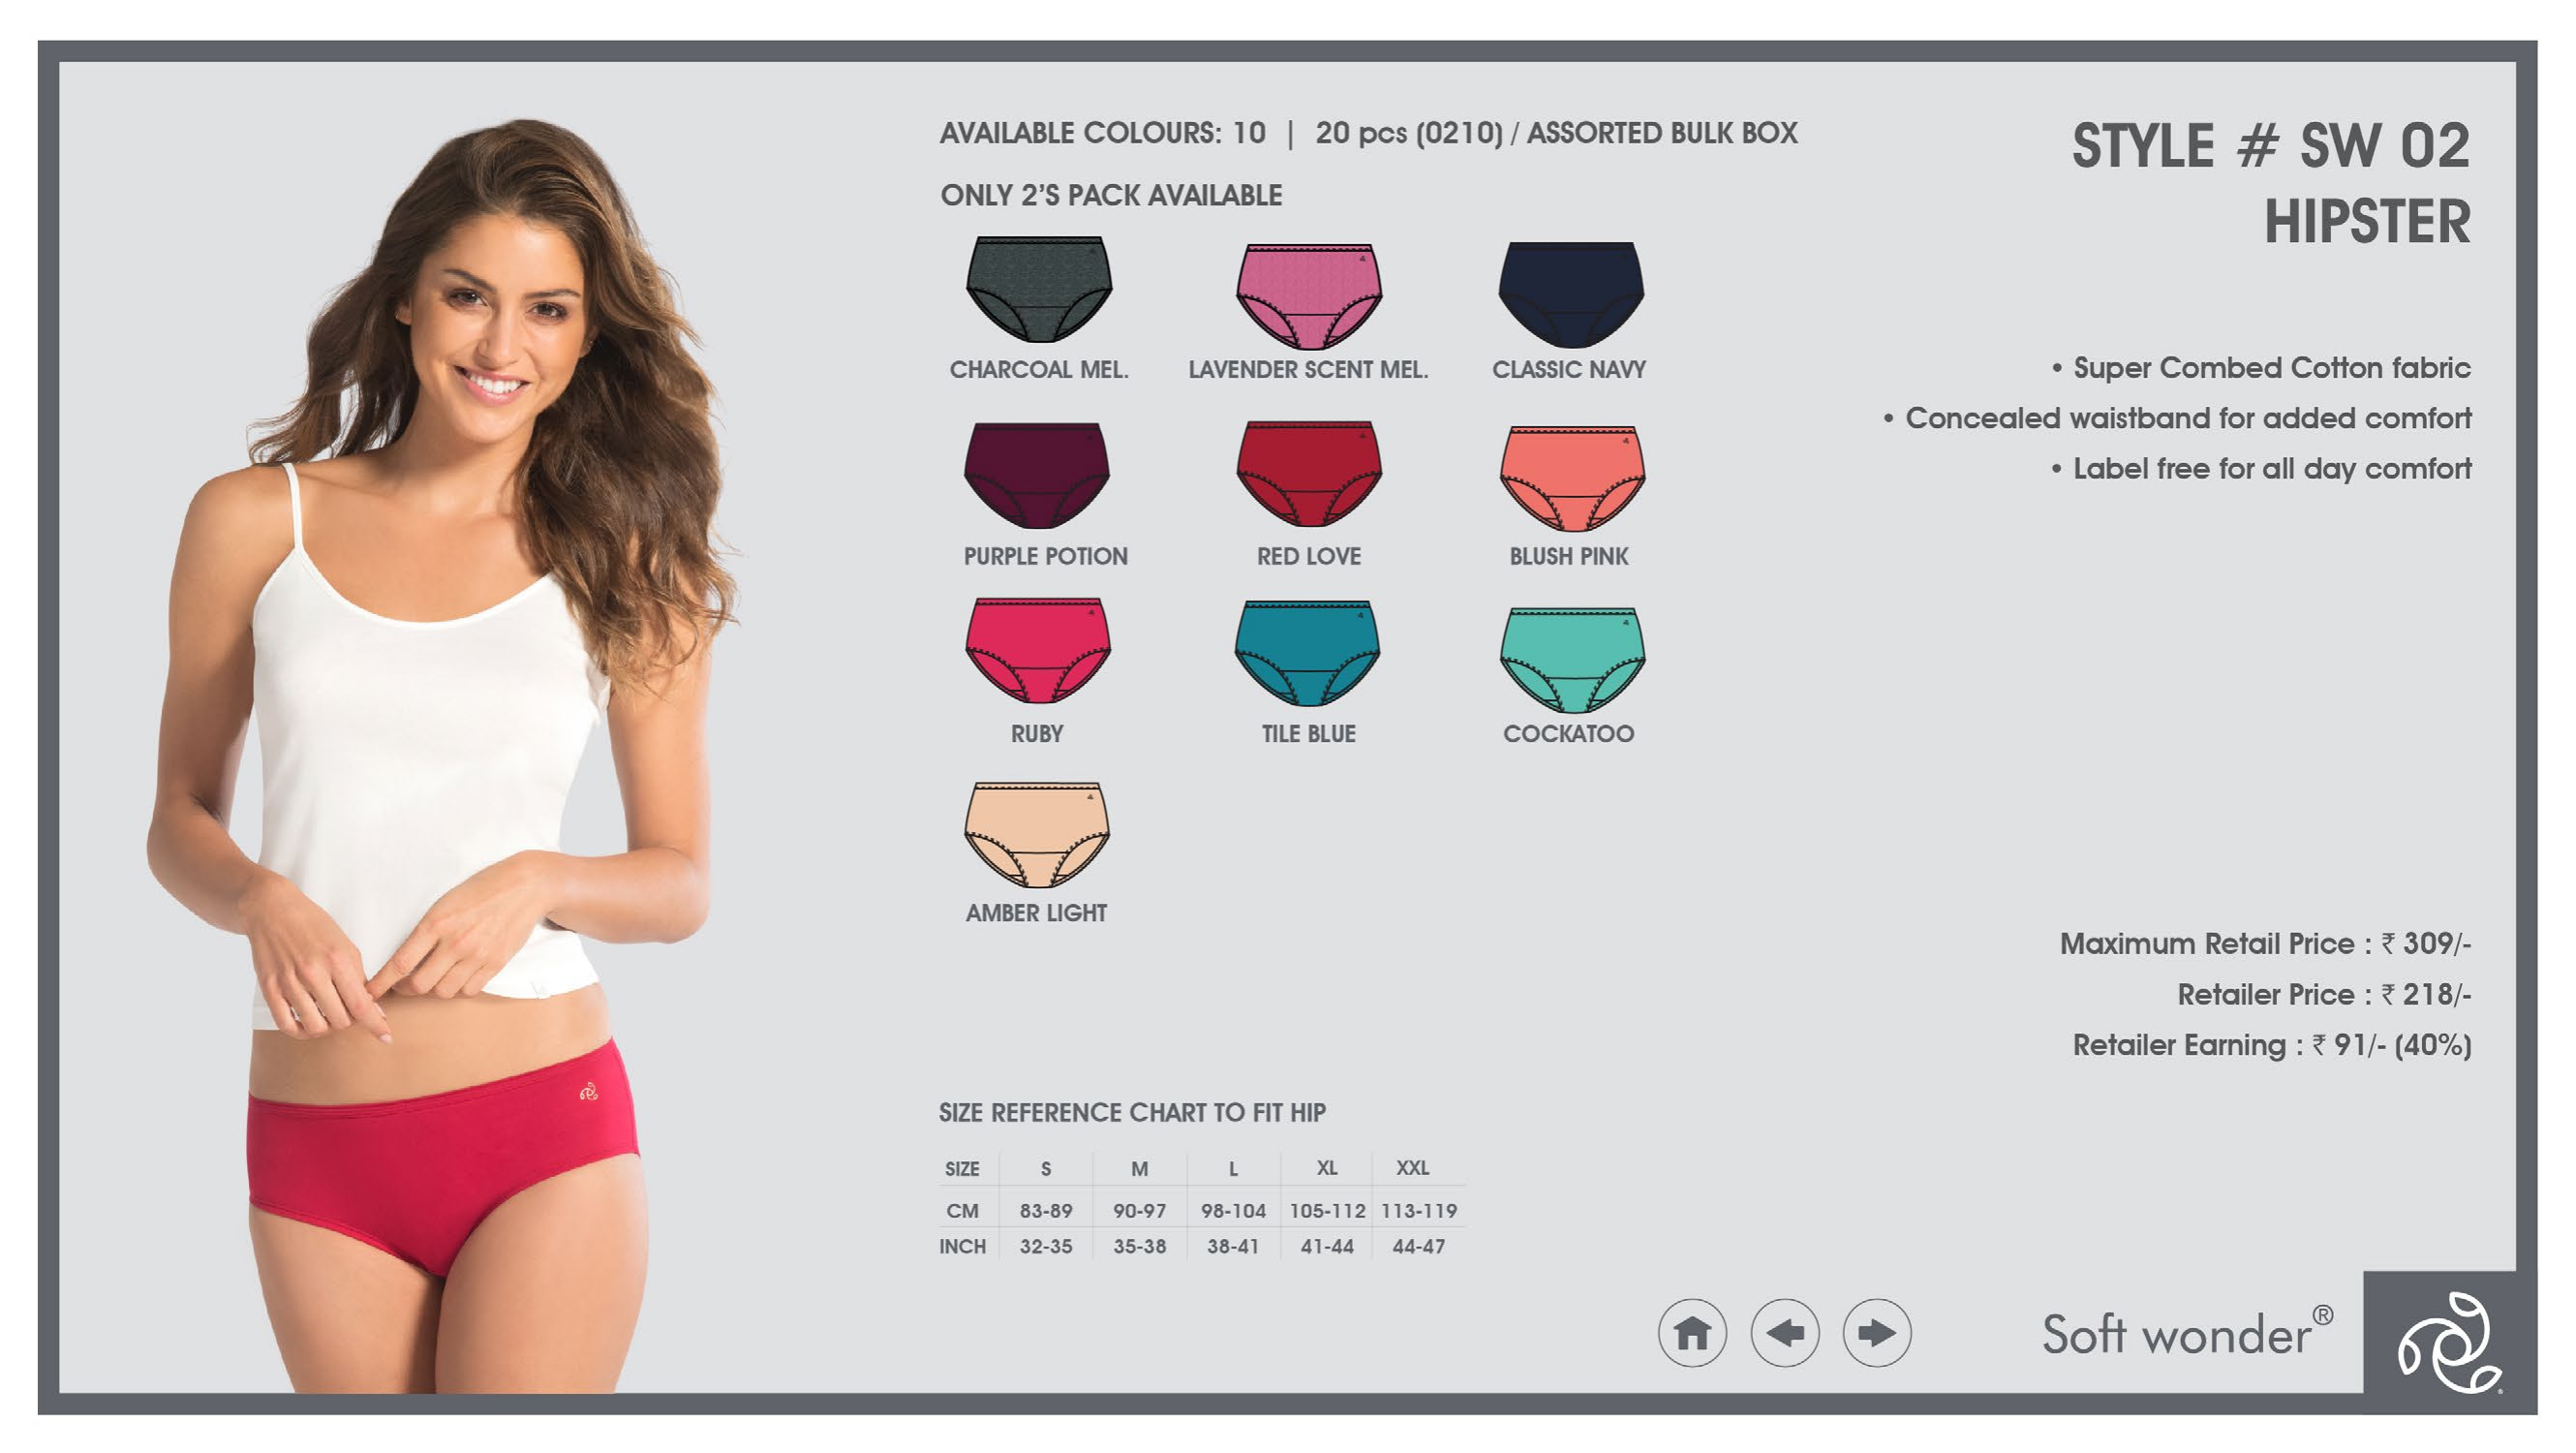 AVAILABLE COLOURS: 10 | 20 pcs (0210) / ASSORTED BULK BOX
ONLY 2'S PACK AVAILABLE
CHARCOAL MEL. LAVENDER SCENT MEL. CLASSIC NAVY
PURPLE POTION RED LOVE BLUSH PINK
RUBY TILE BLUE COCKATOO
AMBER LIGHT
STYLE # SW 02
HIPSTER
• Super Combed Cotton fabric
• Concealed waistband for added comfort
• Label free for all day comfort
Maximum Retail Price : ₹ 309/-
Retailer Price : ₹ 218/-
Retailer Earning : ₹ 91/- (40%)
SIZE REFERENCE CHART TO FIT HIP
SIZE S M L XL XXL
CM 83-89 90-97 98-104 105-112 113-119
INCH 32-35 35-38 38-41 41-44 44-47
Soft wonder®